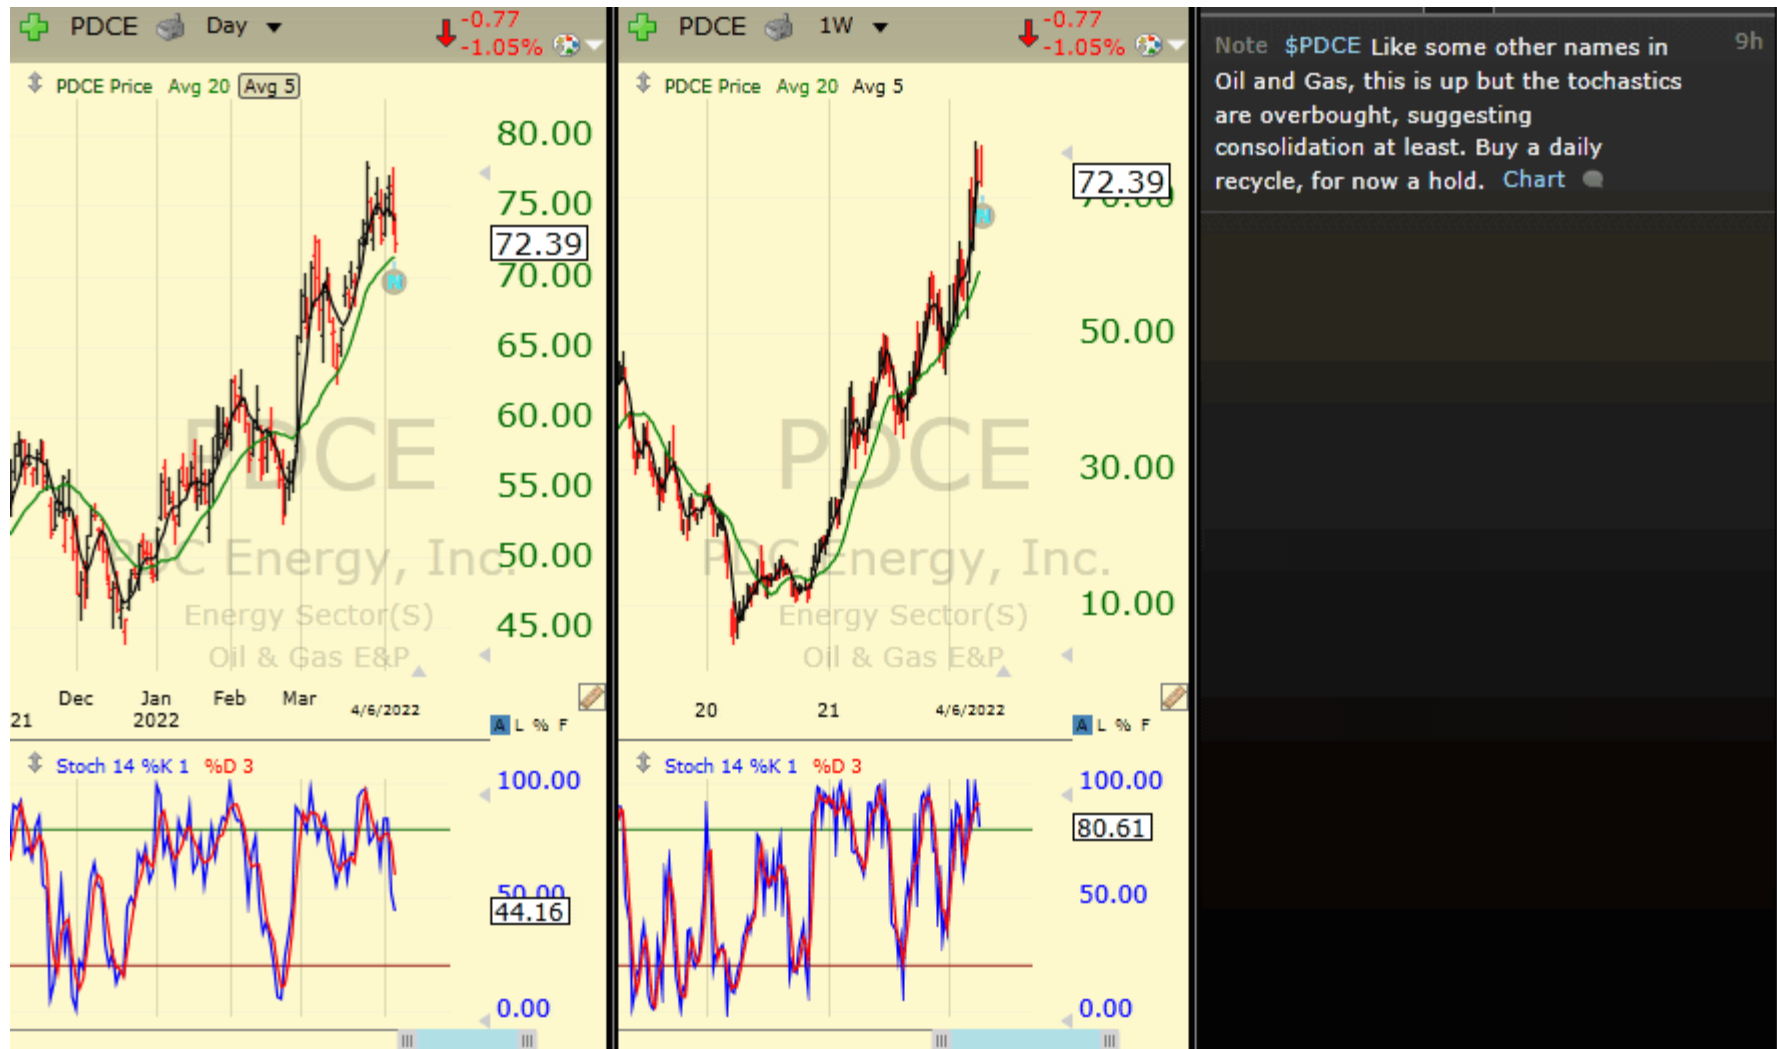 PDCE Day
-0.77
-1.05%
PDCE Price Avg 20 Avg 5
80.00
75.00
72.39
70.00
65.00
60.00
55.00
50.00
45.00
PDCE
PDC Energy, Inc.
Energy Sector(S)
Oil & Gas E&P
N
Dec Jan Feb Mar 4/6/2022
21 2022
A L % F
Stoch 14 %K 1 %D 3
100.00
50.00
44.16
0.00
PDCE 1W
-0.77
-1.05%
PDCE Price Avg 20 Avg 5
72.39
70.00
50.00
30.00
10.00
PDCE
PDC Energy, Inc.
Energy Sector(S)
Oil & Gas E&P
N
20 21 4/6/2022
A L % F
Stoch 14 %K 1 %D 3
100.00
80.61
50.00
0.00
Note $PDCE Like some other names in 9h
Oil and Gas, this is up but the tochastics
are overbought, suggesting
consolidation at least. Buy a daily
recycle, for now a hold. Chart